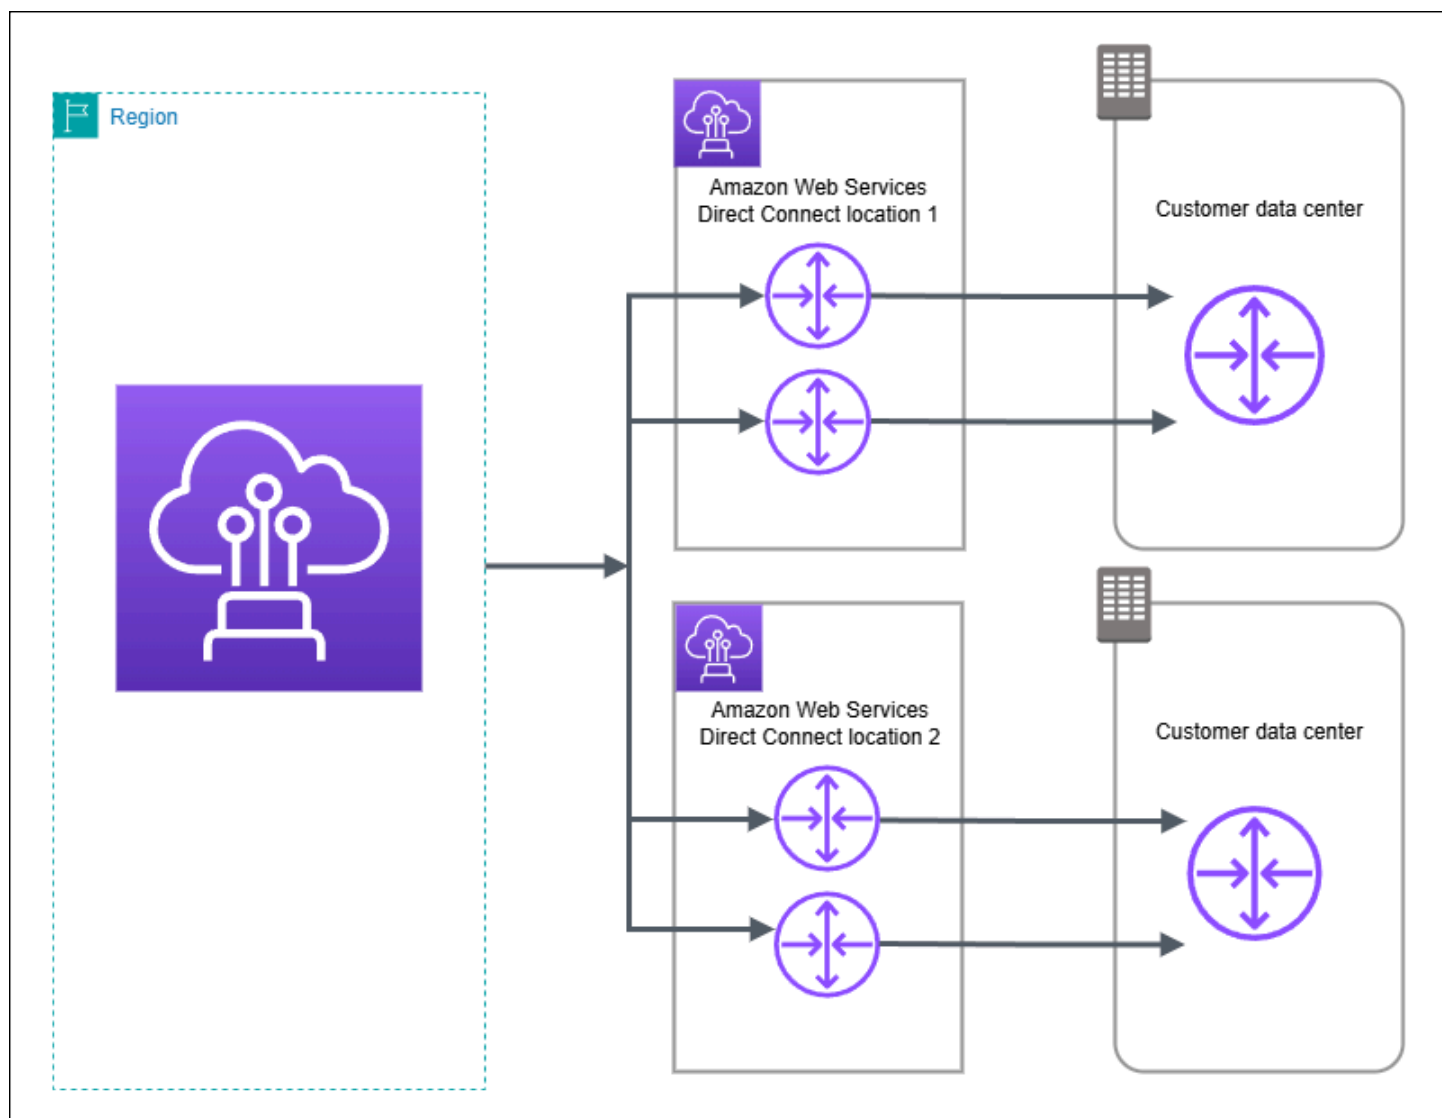 Region
Amazon Web Services
Direct Connect location 1
Customer data center
Amazon Web Services
Direct Connect location 2
Customer data center